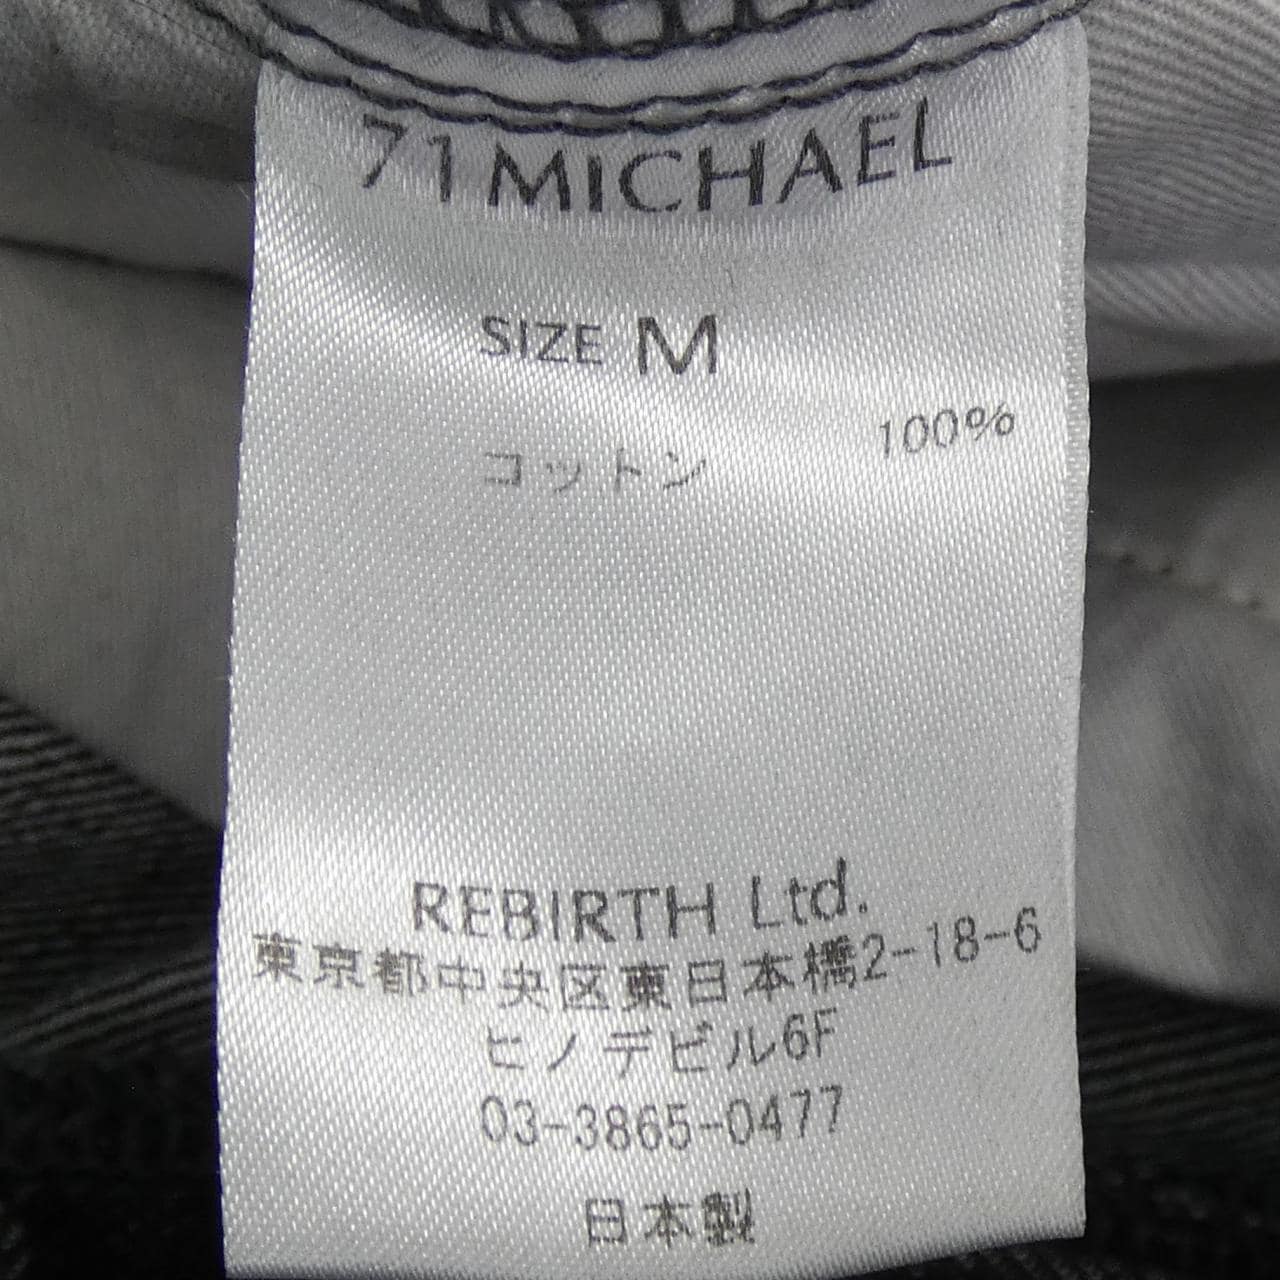 71MICHAEL
SIZE M
コットン 100%
REBIRTH Ltd.
東京都中央区東日本橋2-18-6
ヒノデビル6F
03-3865-0477
日本製